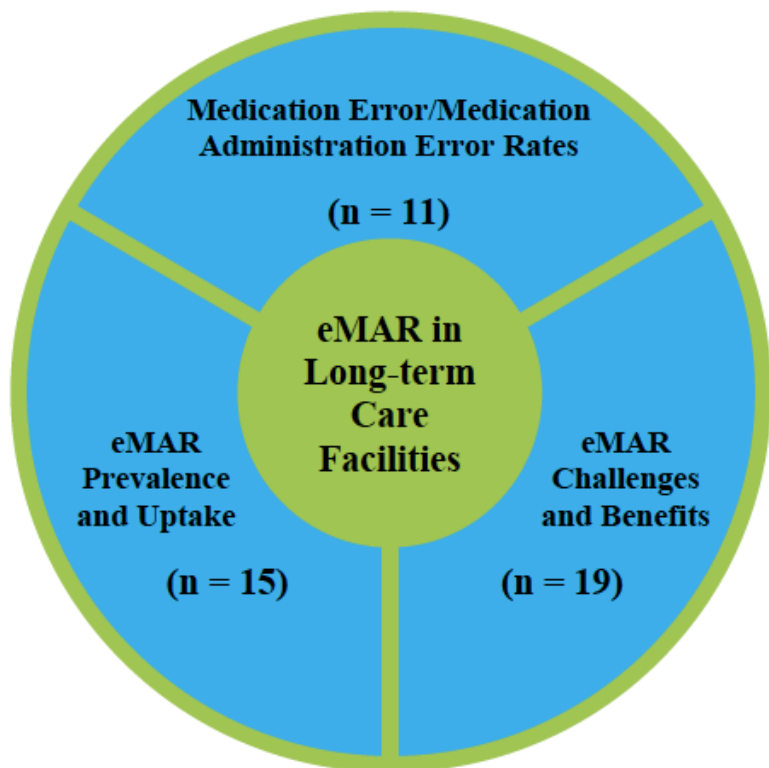 Medication Error/Medication
Administration Error Rates
(n = 11)
eMAR in
Long-term
Care
Facilities
eMAR
Prevalence
and Uptake
(n = 15)
eMAR
Challenges
and Benefits
(n = 19)